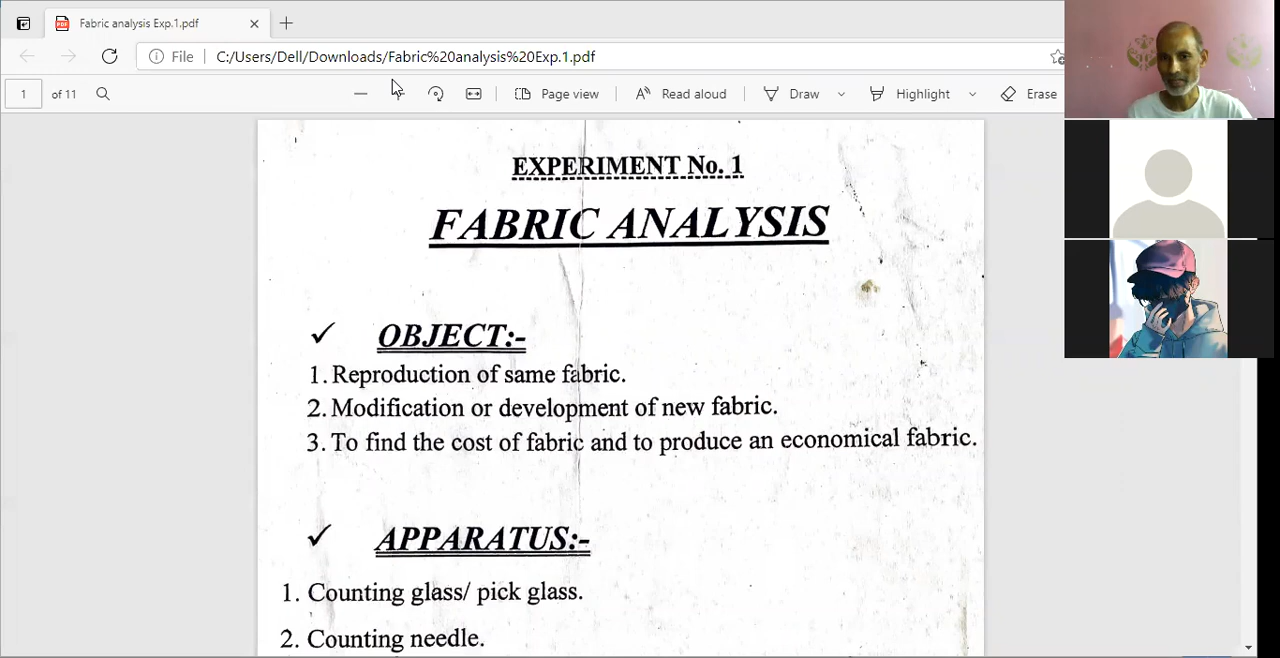 Fabric analysis Exp.1.pdf
File
C:/Users/Dell/Downloads/Fabric%20analysis%20Exp.1.pdf
1 of 11
Page view
Read aloud
Draw
Highlight
Erase
EXPERIMENT No. 1
FABRIC ANALYSIS
✓ OBJECT:-
1. Reproduction of same fabric.
2. Modification or development of new fabric.
3. To find the cost of fabric and to produce an economical fabric.
✓ APPARATUS:-
1. Counting glass/ pick glass.
2. Counting needle.